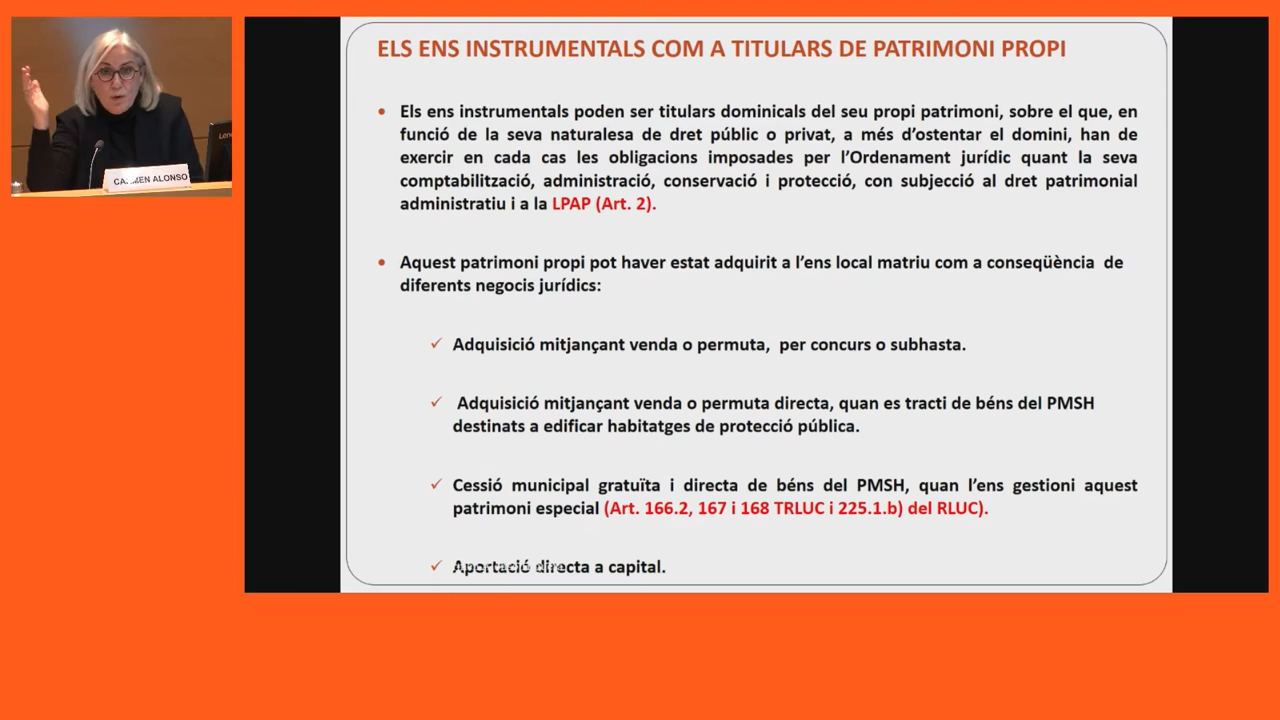 ELS ENS INSTRUMENTALS COM A TITULARS DE PATRIMONI PROPI
Els ens instrumentals poden ser titulars dominicals del seu propi patrimoni, sobre el que, en
funció de la seva naturalesa de dret públic o privat, a més d'ostentar el domini, han de
exercir en cada cas les obligacions imposades per l'Ordenament jurídic quant la seva
comptabilització, administració, conservació i protecció, con subjecció al dret patrimonial
administratiu i a la LPAP (Art. 2).
Aquest patrimoni propi pot haver estat adquirit a l'ens local matriu com a conseqüència de
diferents negocis jurídics:
Adquisició mitjançant venda o permuta, per concurs o subhasta.
Adquisició mitjançant venda o permuta directa, quan es tracti de béns del PMSH
destinats a edificar habitatges de protecció pública.
Cessió municipal gratuïta i directa de béns del PMSH, quan l'ens gestioni aquest
patrimoni especial (Art. 166.2, 167 i 168 TRLUC i 225.1.b) del RLUC).
Aportació directa a capital.
CARMEN ALONSO